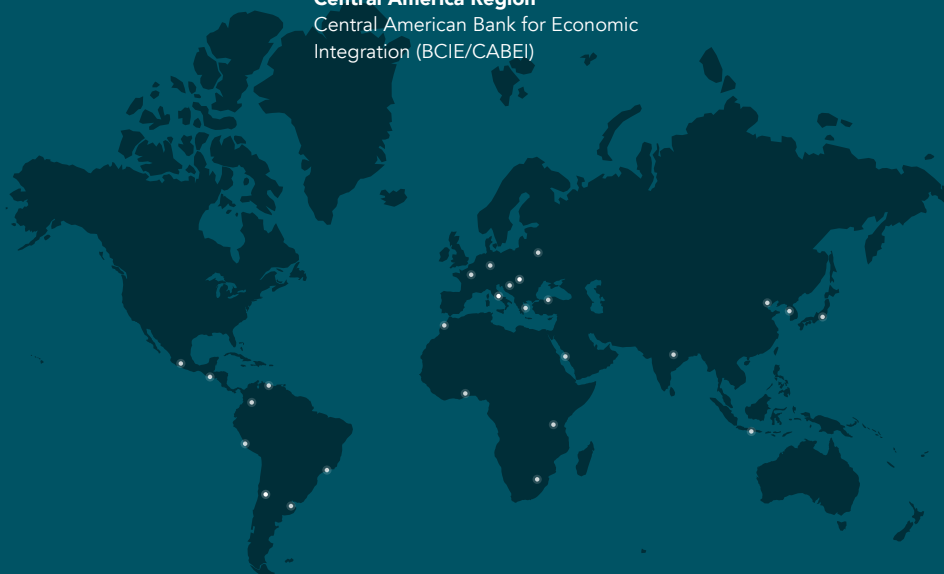 Central America Region
Central American Bank for Economic
Integration (BCIE/CABEI)